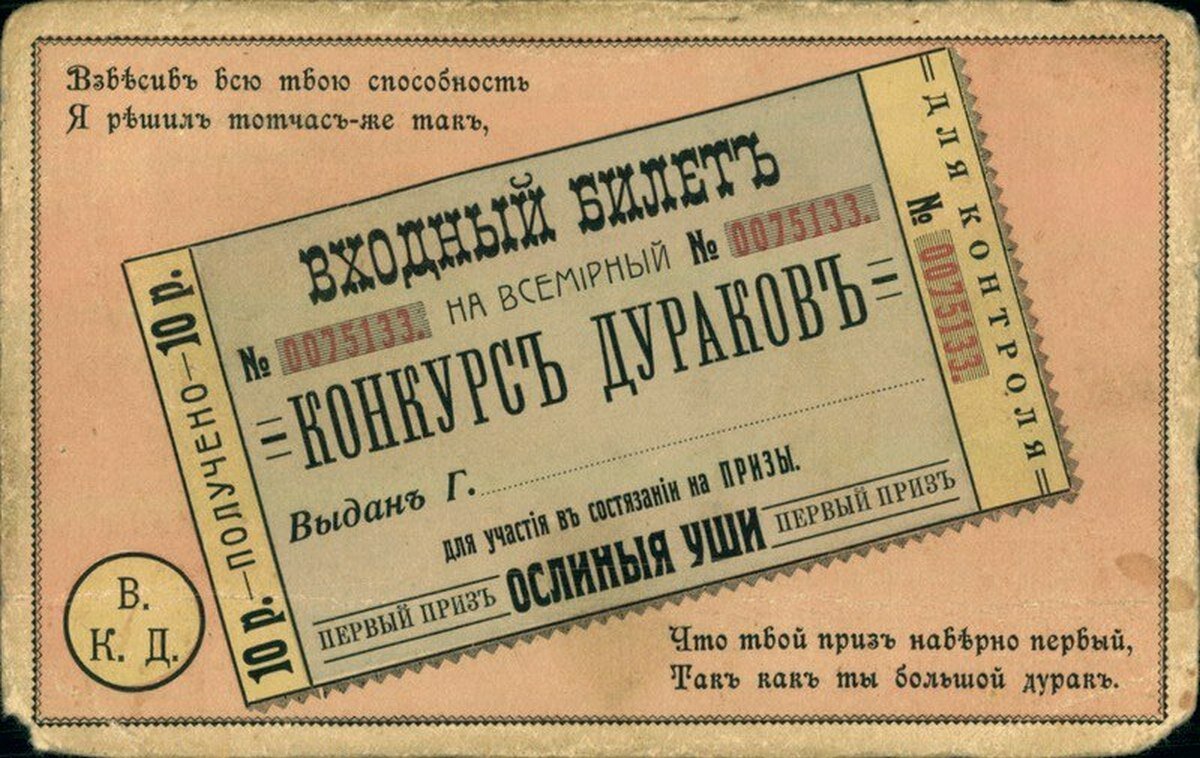 Взвѣсивъ всю твою способность
Я рѣшилъ тотчасъ-же такъ,
10 р. — ПОЛУЧЕНО — 10 р.
ВХОДНЫЙ БИЛЕТЪ
№ 0075133. НА ВСЕМІРНЫЙ № 0075133.
= КОНКУРСЪ ДУРАКОВЪ =
Выданъ Г. ........................
для участія въ состязаніи на ПРИЗЫ.
ПЕРВЫЙ ПРИЗЪ ОСЛИНЫЯ УШИ ПЕРВЫЙ ПРИЗЪ
= ДЛЯ КОНТРОЛЯ =
№ 0075133.
В.
К. Д.
Что твой призъ навѣрно первый,
Такъ какъ ты большой дуракъ.